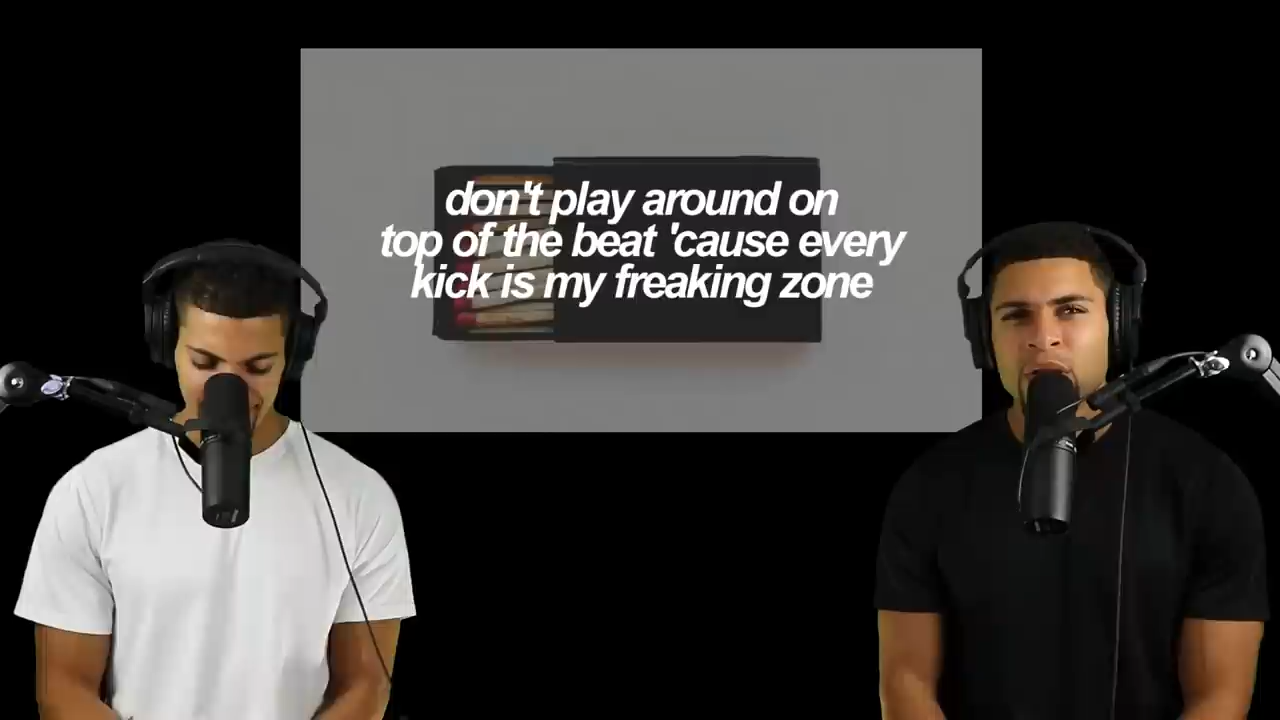 don't play around on
top of the beat 'cause every
kick is my freaking zone